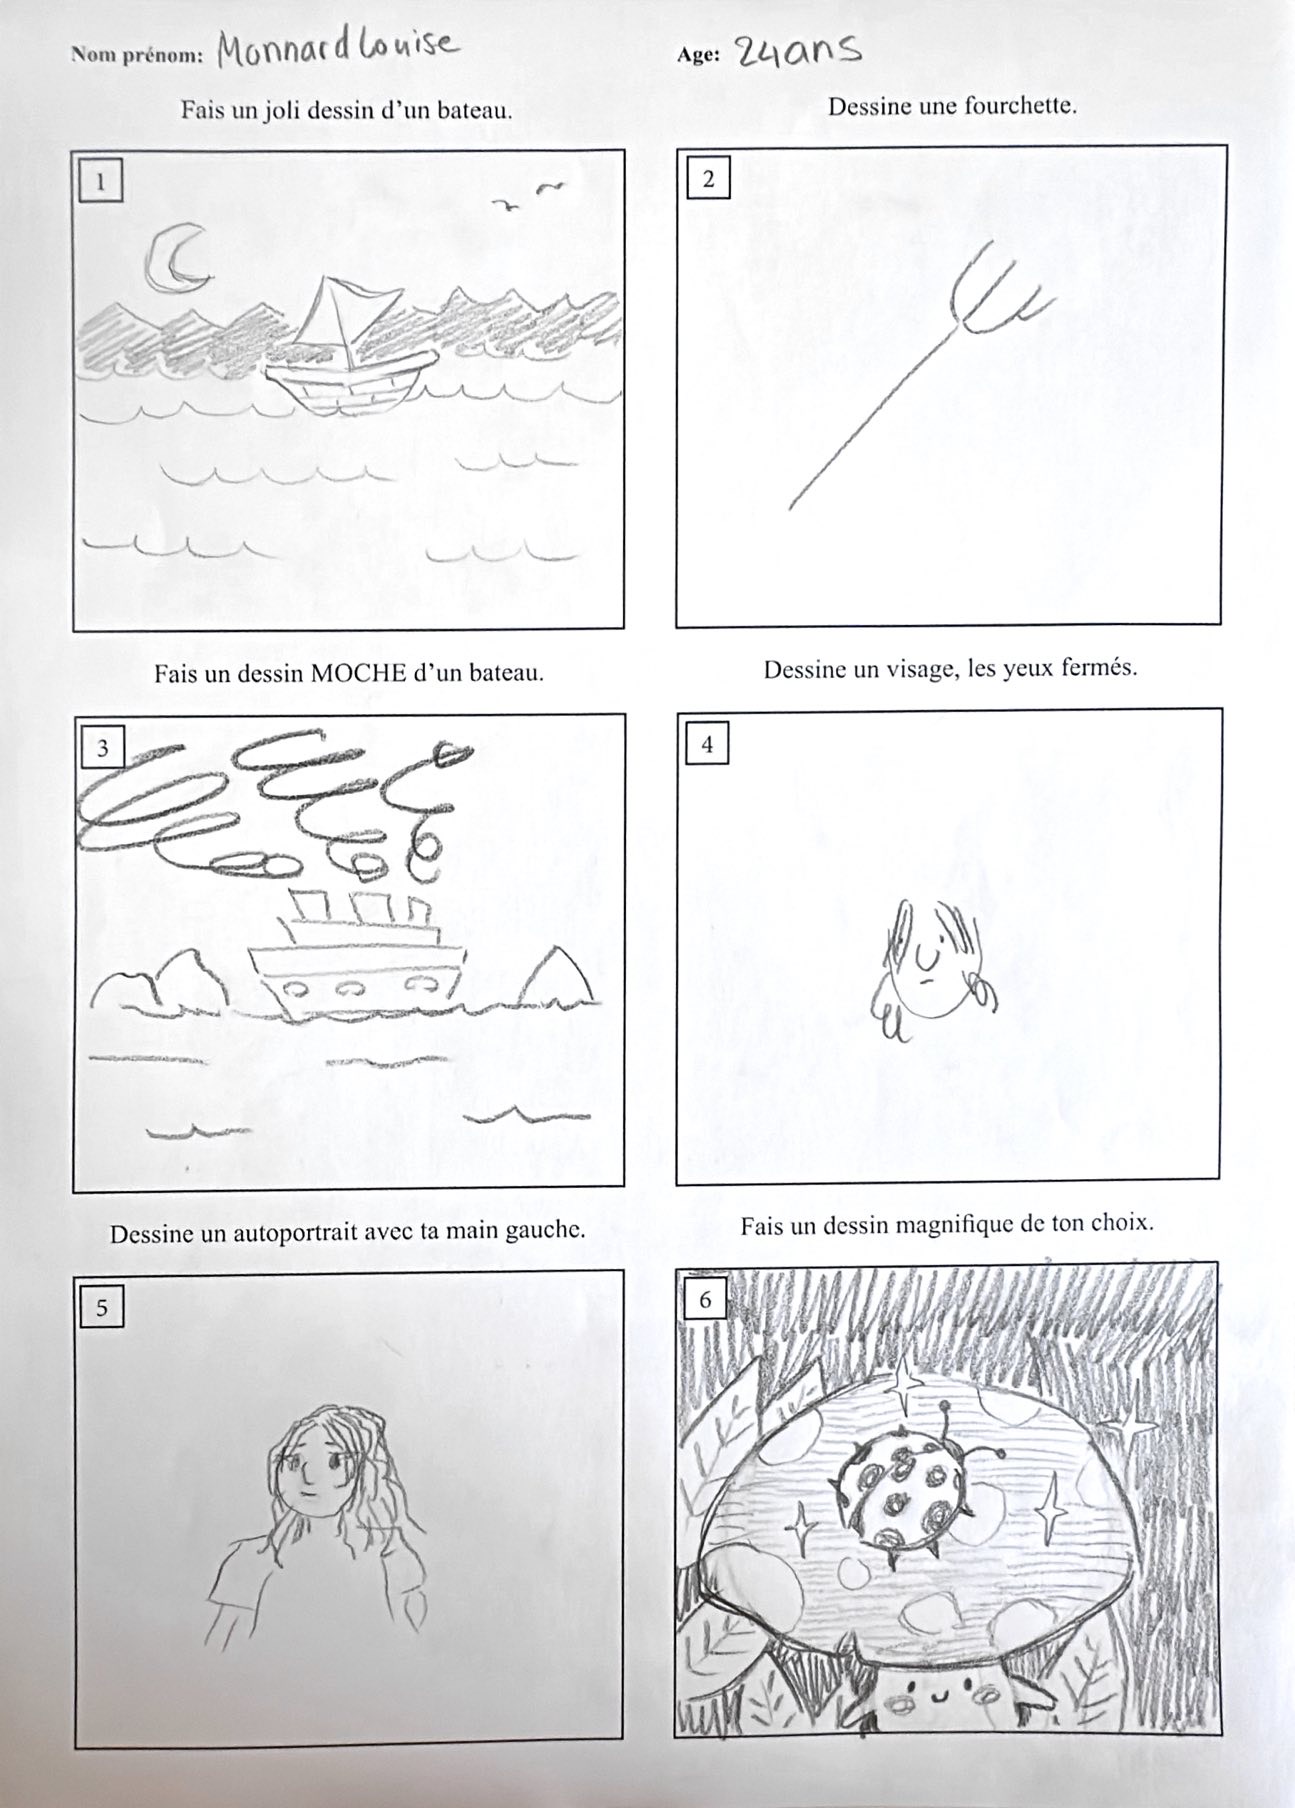 Nom prénom: Monnard Louise
Age: 24 ans
Fais un joli dessin d'un bateau.
Dessine une fourchette.
1
2
Fais un dessin MOCHE d'un bateau.
Dessine un visage, les yeux fermés.
3
4
Dessine un autoportrait avec ta main gauche.
Fais un dessin magnifique de ton choix.
5
6